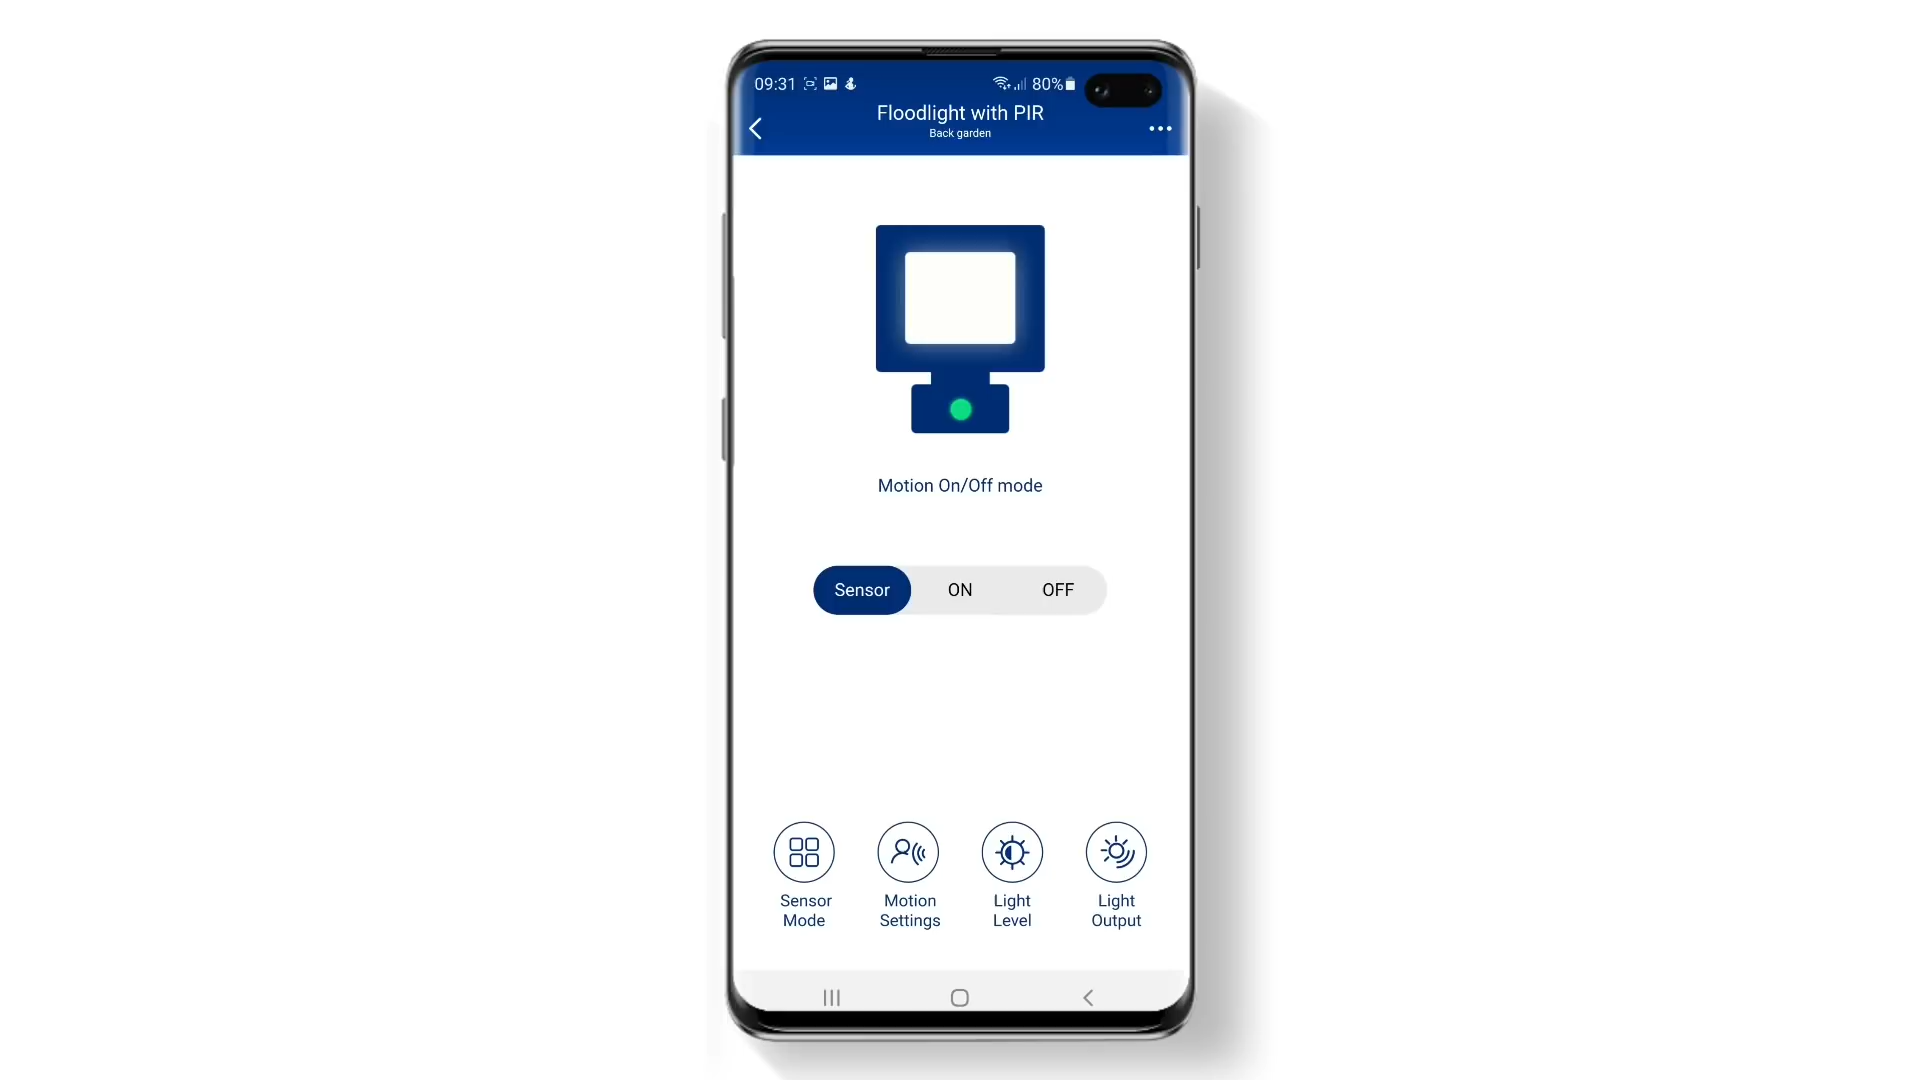 09:31 80%
Floodlight with PIR
Back garden
Motion On/Off mode
Sensor ON OFF
Sensor Mode
Motion Settings
Light Level
Light Output